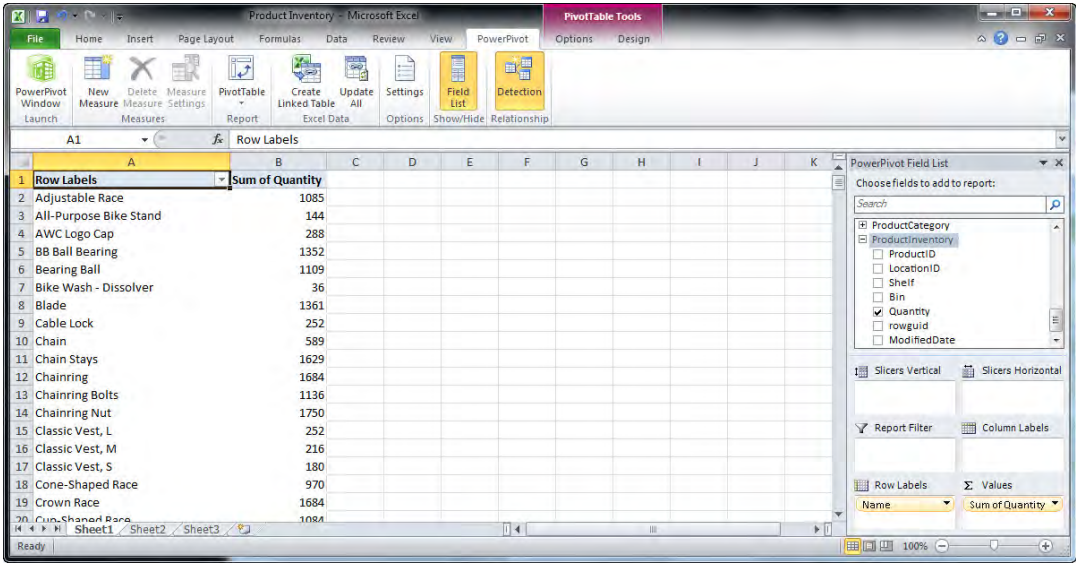 Product Inventory - Microsoft Excel PivotTable Tools
File Home Insert Page Layout Formulas Data Review View PowerPivot Options Design
PowerPivot Window New Measure Delete Measure Measure Settings PivotTable Create Linked Table Update All Settings Field List Detection
Launch Measures Report Excel Data Options Show/Hide Relationship
A1 fx Row Labels
A B C D E F G H I J K
1 Row Labels Sum of Quantity
2 Adjustable Race 1085
3 All-Purpose Bike Stand 144
4 AWC Logo Cap 288
5 BB Ball Bearing 1352
6 Bearing Ball 1109
7 Bike Wash - Dissolver 36
8 Blade 1361
9 Cable Lock 252
10 Chain 589
11 Chain Stays 1629
12 Chainring 1684
13 Chainring Bolts 1136
14 Chainring Nut 1750
15 Classic Vest, L 252
16 Classic Vest, M 216
17 Classic Vest, S 180
18 Cone-Shaped Race 970
19 Crown Race 1684
20 Cup-Shaped Race 1084
PowerPivot Field List
Choose fields to add to report:
Search
ProductCategory
ProductInventory
ProductID
LocationID
Shelf
Bin
Quantity
rowguid
ModifiedDate
Slicers Vertical Slicers Horizontal
Report Filter Column Labels
Row Labels Σ Values
Name Sum of Quantity
Sheet1 Sheet2 Sheet3
Ready 100%